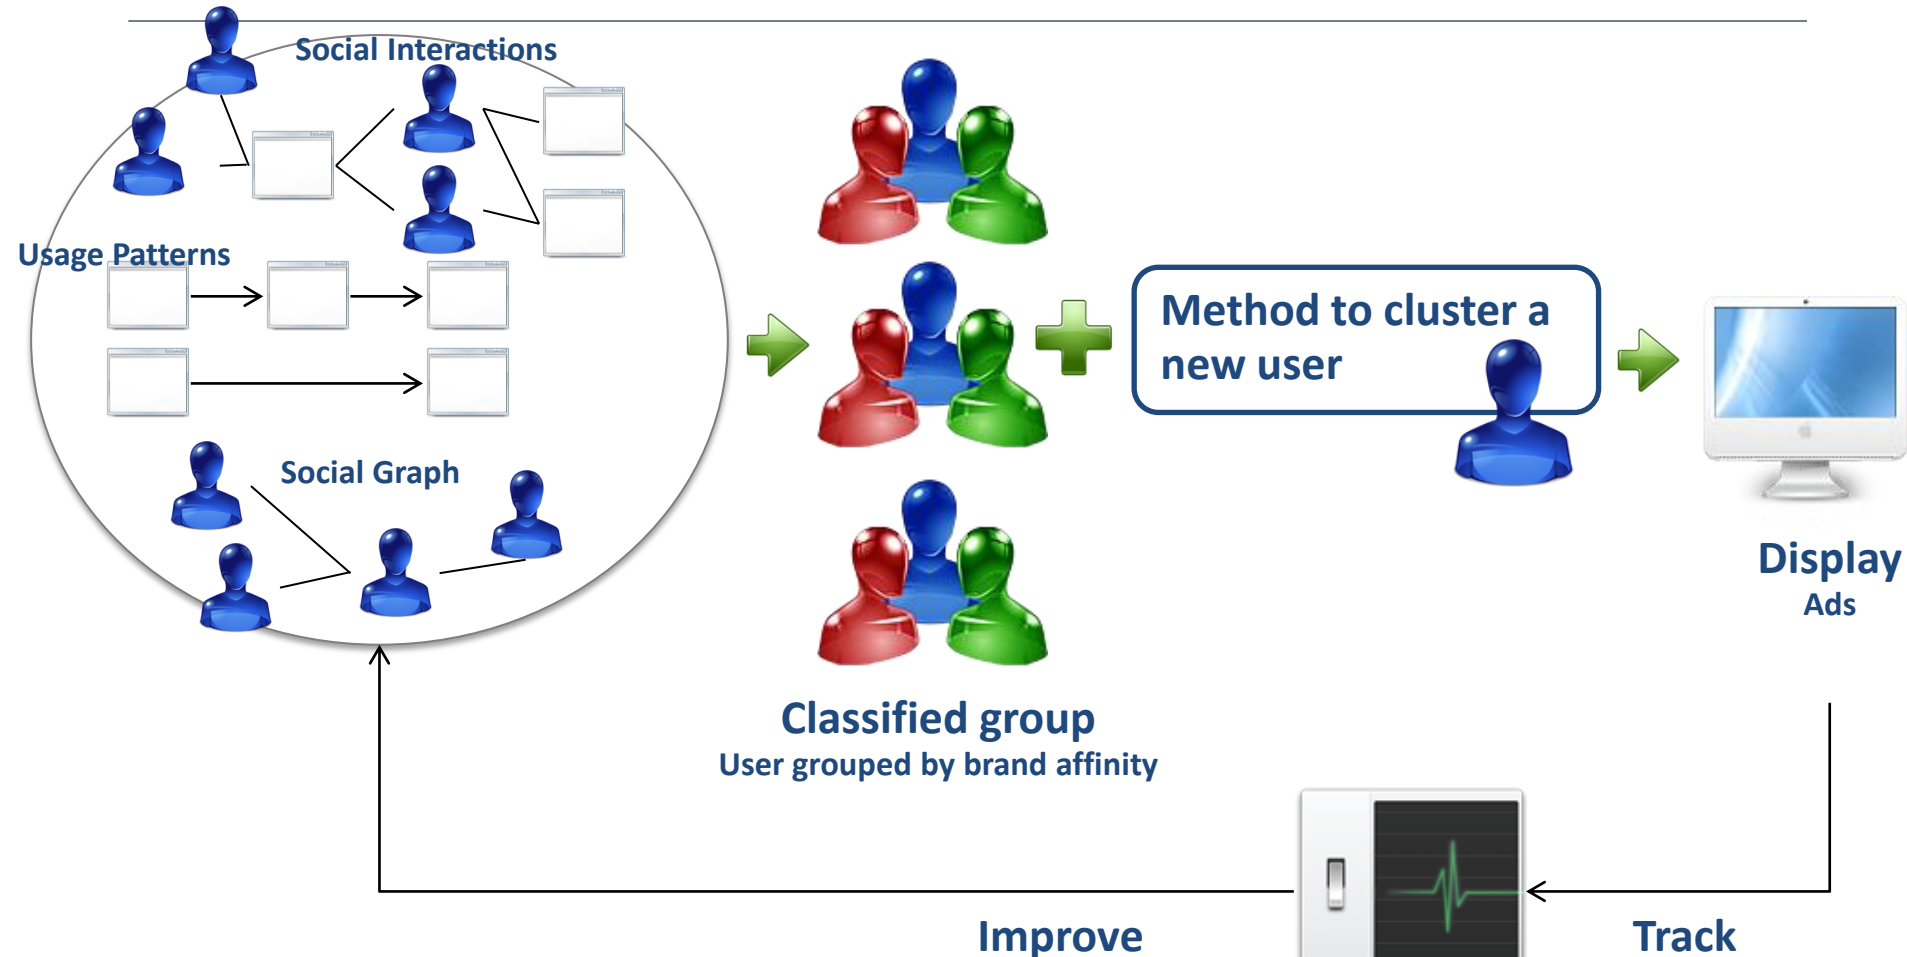 Social Interactions
Usage Patterns
Social Graph
Classified group
User grouped by brand affinity
Method to cluster a
new user
Display
Ads
Improve
Track